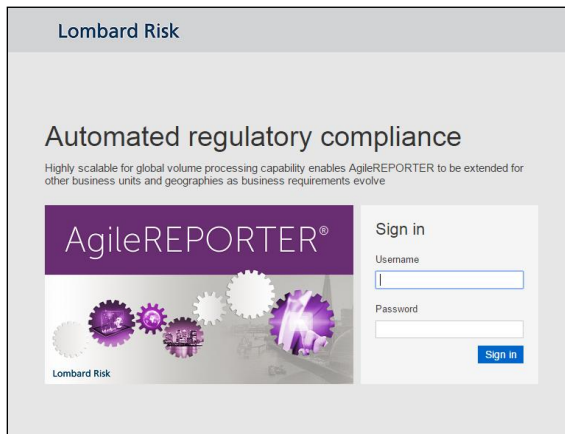 Lombard Risk
Automated regulatory compliance
Highly scalable for global volume processing capability enables AgileREPORTER to be extended for
other business units and geographies as business requirements evolve
AgileREPORTER®
Lombard Risk
Sign in
Username
Password
Sign in